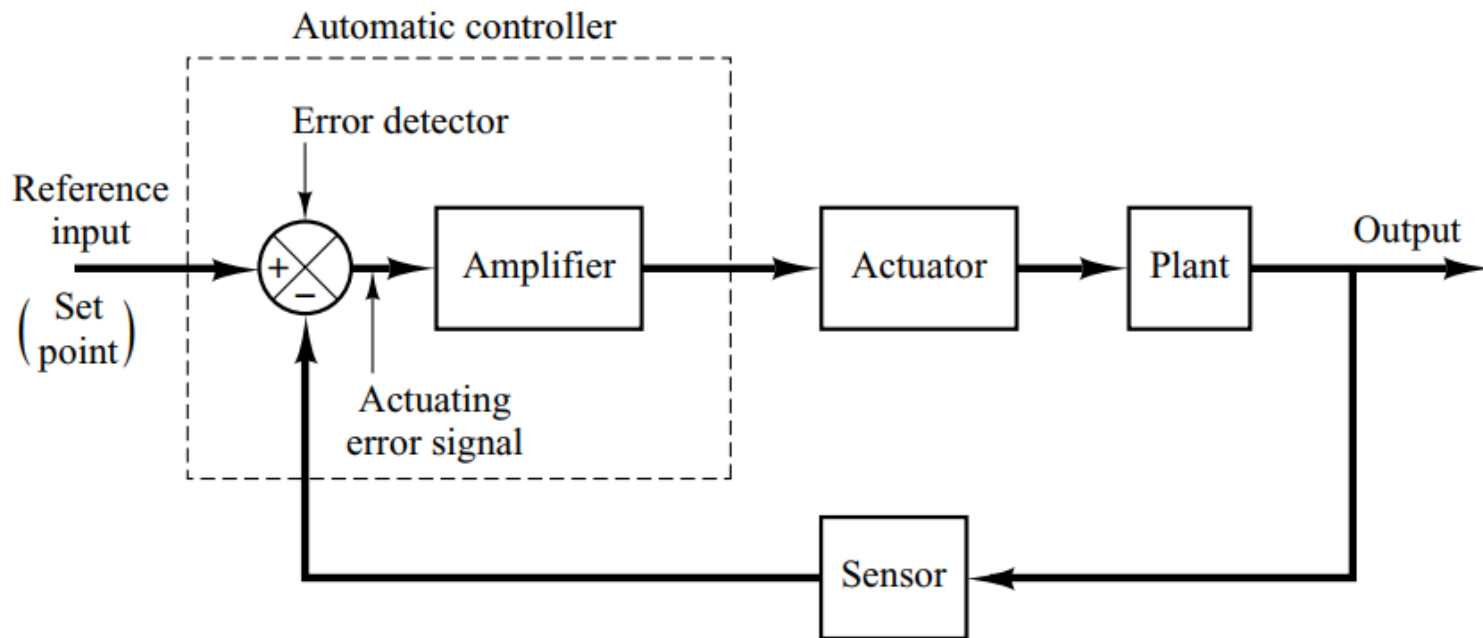 Automatic controller
Error detector
Reference
input
(Set
point)
+
−
Amplifier
Actuator
Plant
Output
Actuating
error signal
Sensor